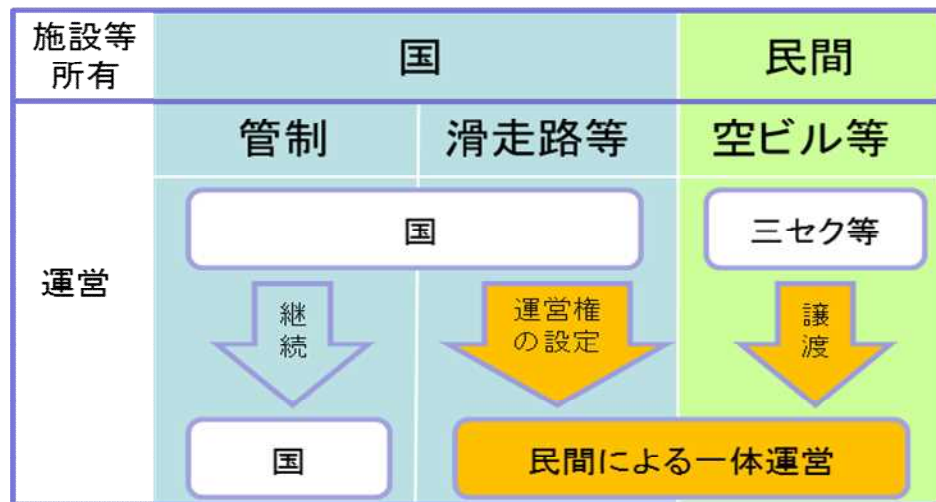 施設等
所有
国
民間
管制
滑走路等
空ビル等
運営
国
三セク等
継
続
運営権
の設定
譲
渡
国
民間による一体運営